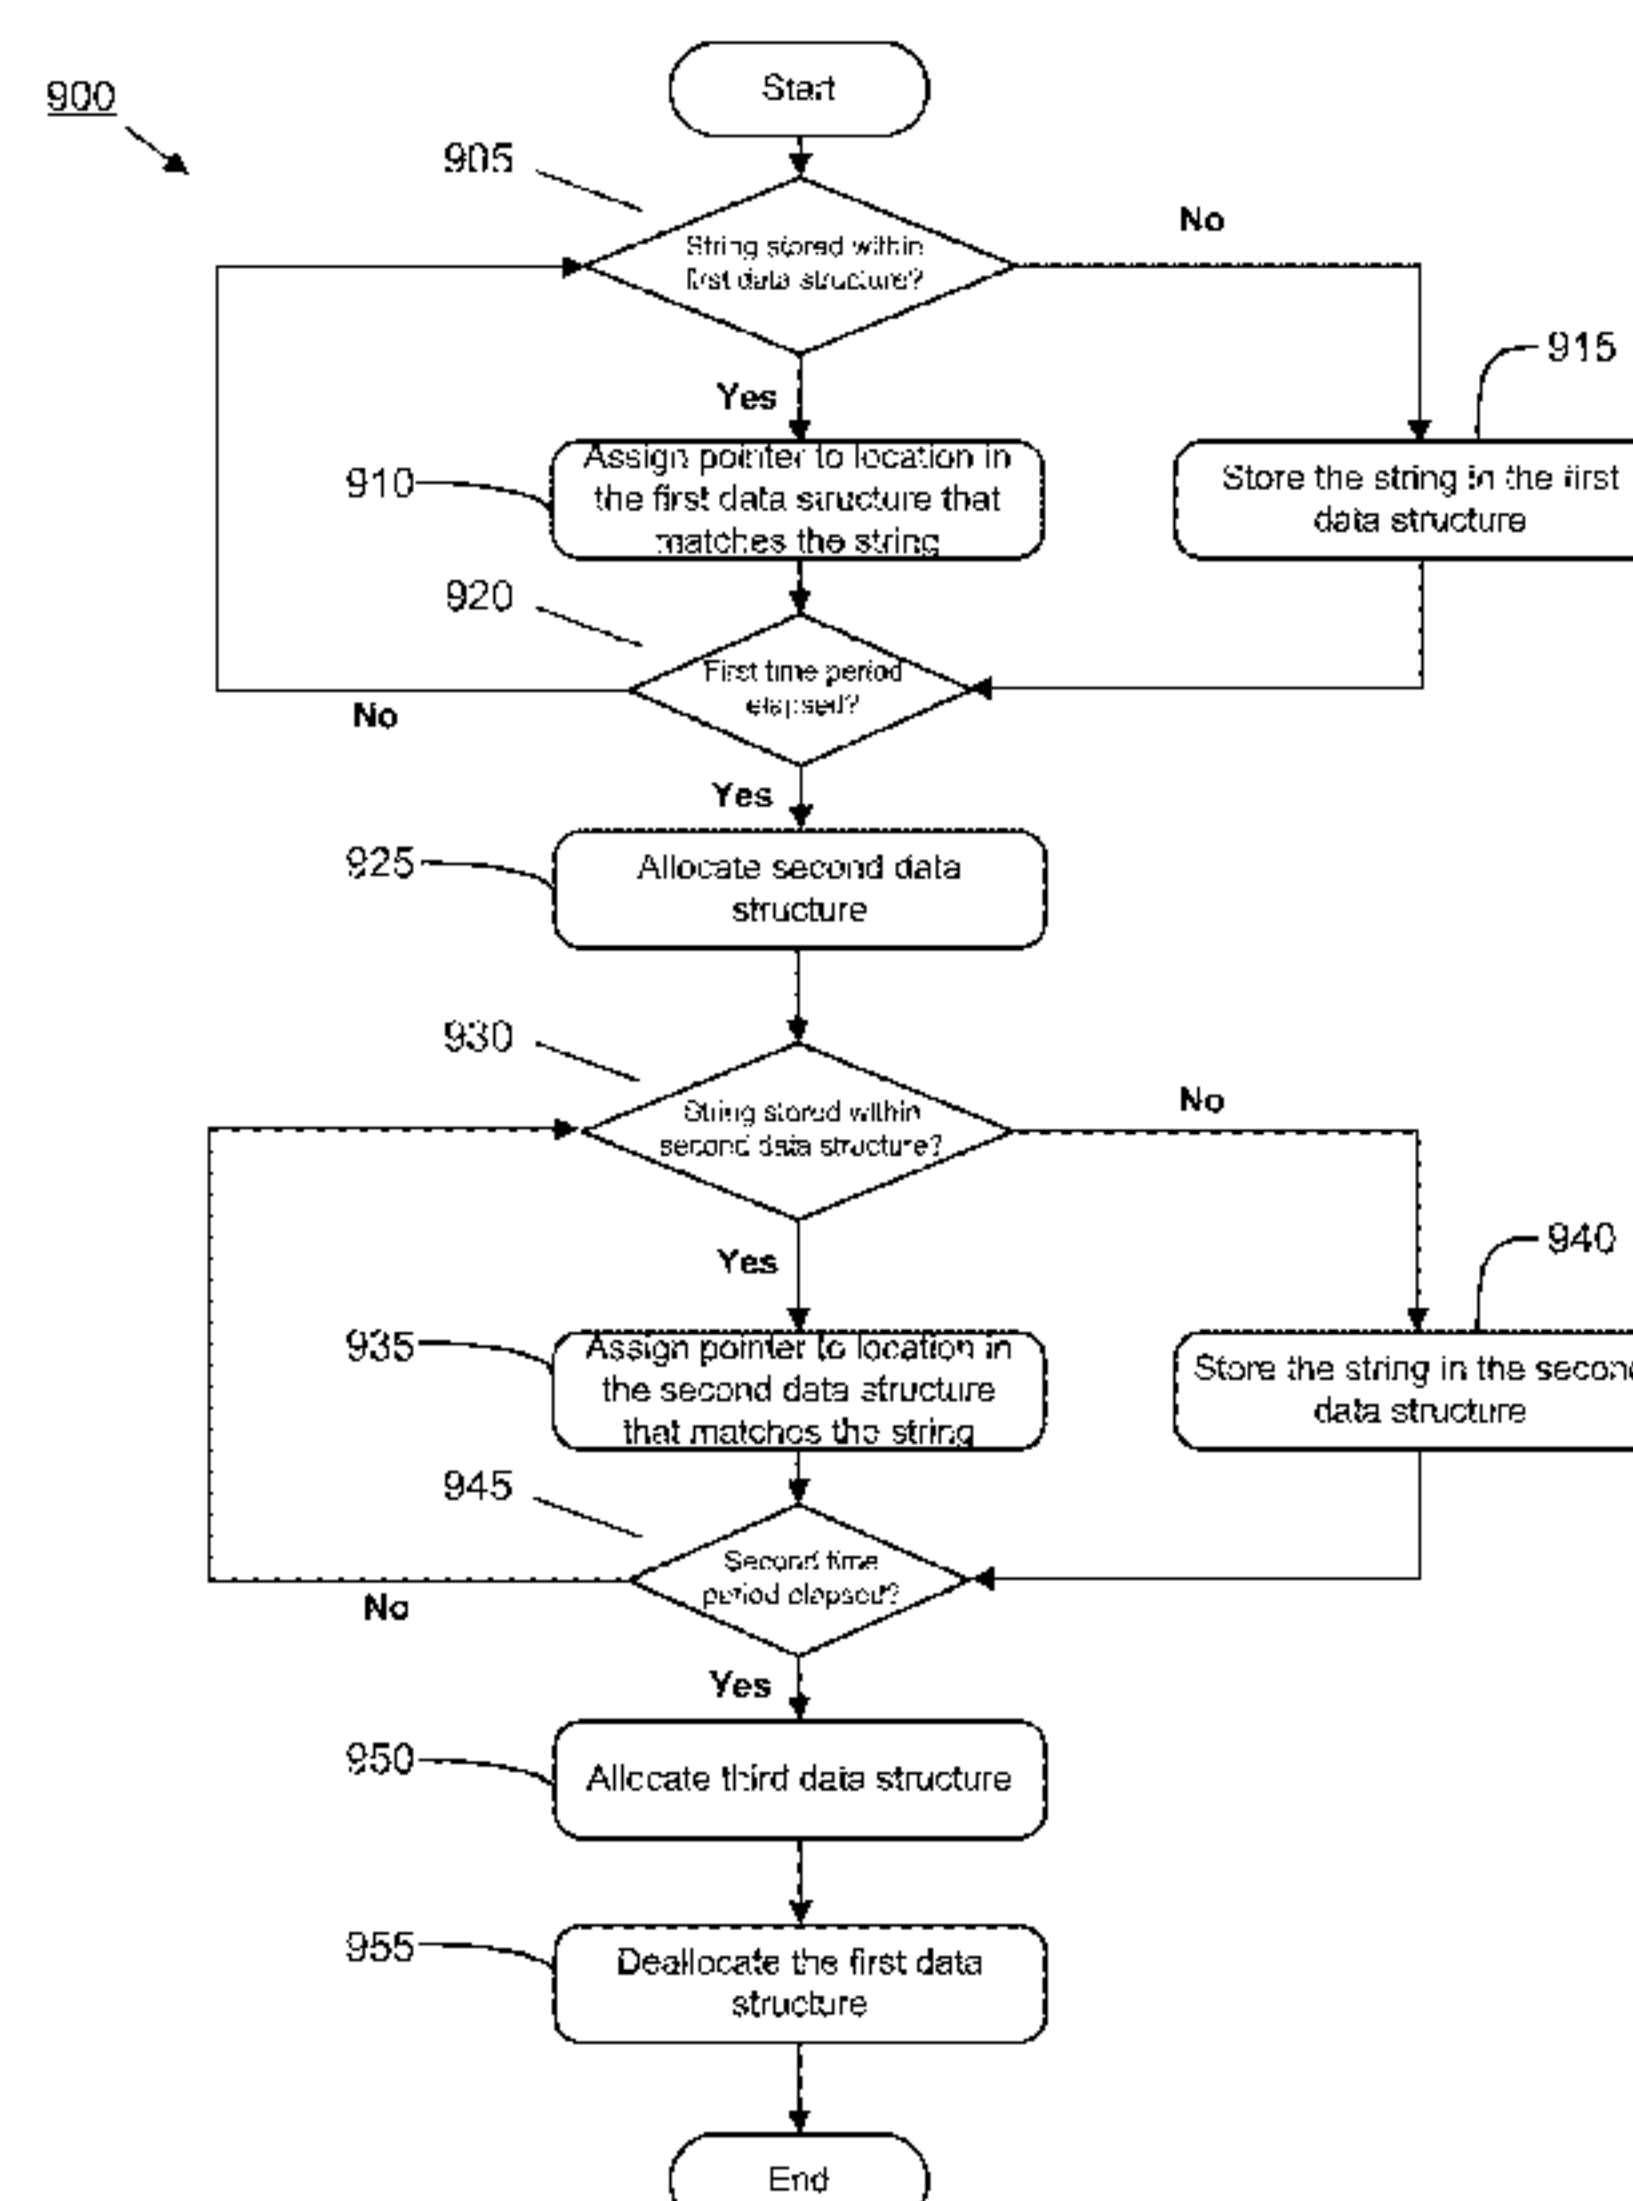 900
Start
905
String stored within
first data structure?
No
Yes
915
910
Assign pointer to location in
the first data structure that
matches the string
Store the string in the first
data structure
920
First time period
elapsed?
No
Yes
925
Allocate second data
structure
930
String stored within
second data structure?
No
Yes
940
935
Assign pointer to location in
the second data structure
that matches the string
Store the string in the second
data structure
945
Second time
period elapsed?
No
Yes
950
Allocate third data structure
955
Deallocate the first data
structure
End